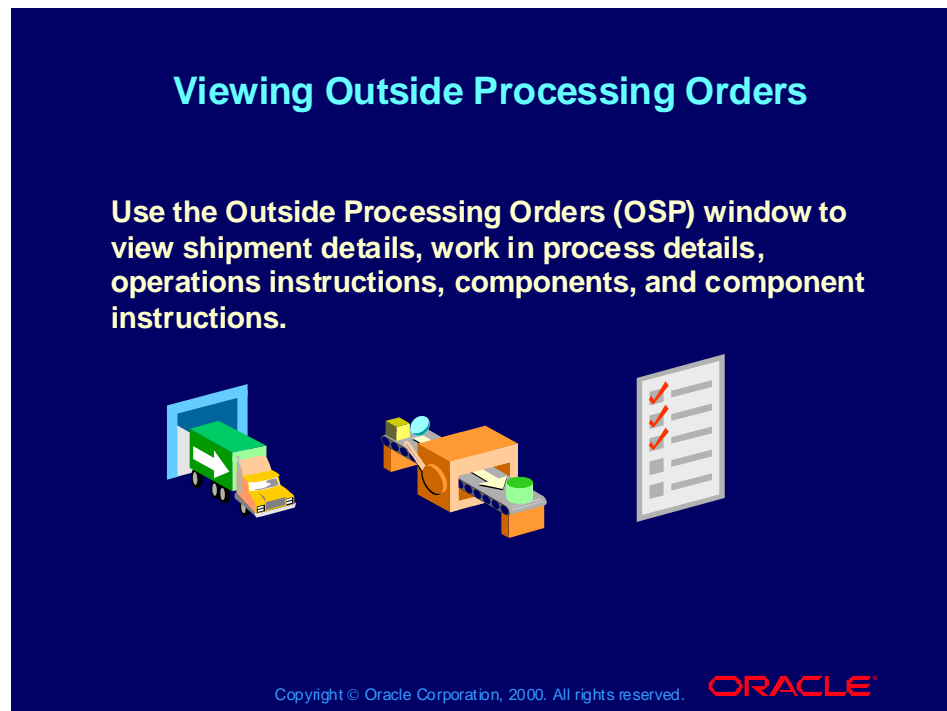 Viewing Outside Processing Orders
Use the Outside Processing Orders (OSP) window to
view shipment details, work in process details,
operations instructions, components, and component
instructions.
Copyright © Oracle Corporation, 2000. All rights reserved.
ORACLE®